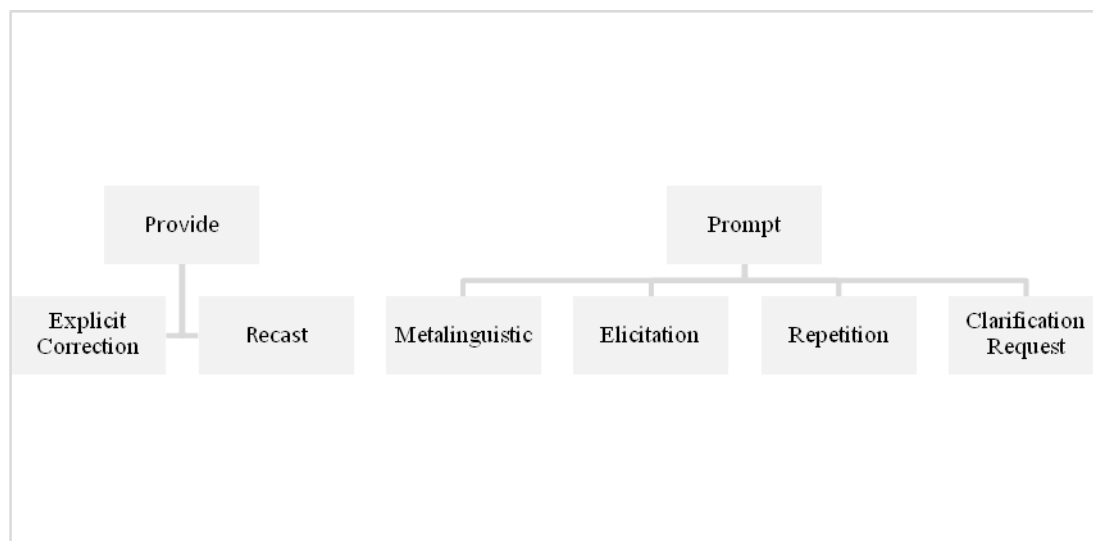 Provide
Prompt
Explicit
Correction
Recast
Metalinguistic
Elicitation
Repetition
Clarification
Request